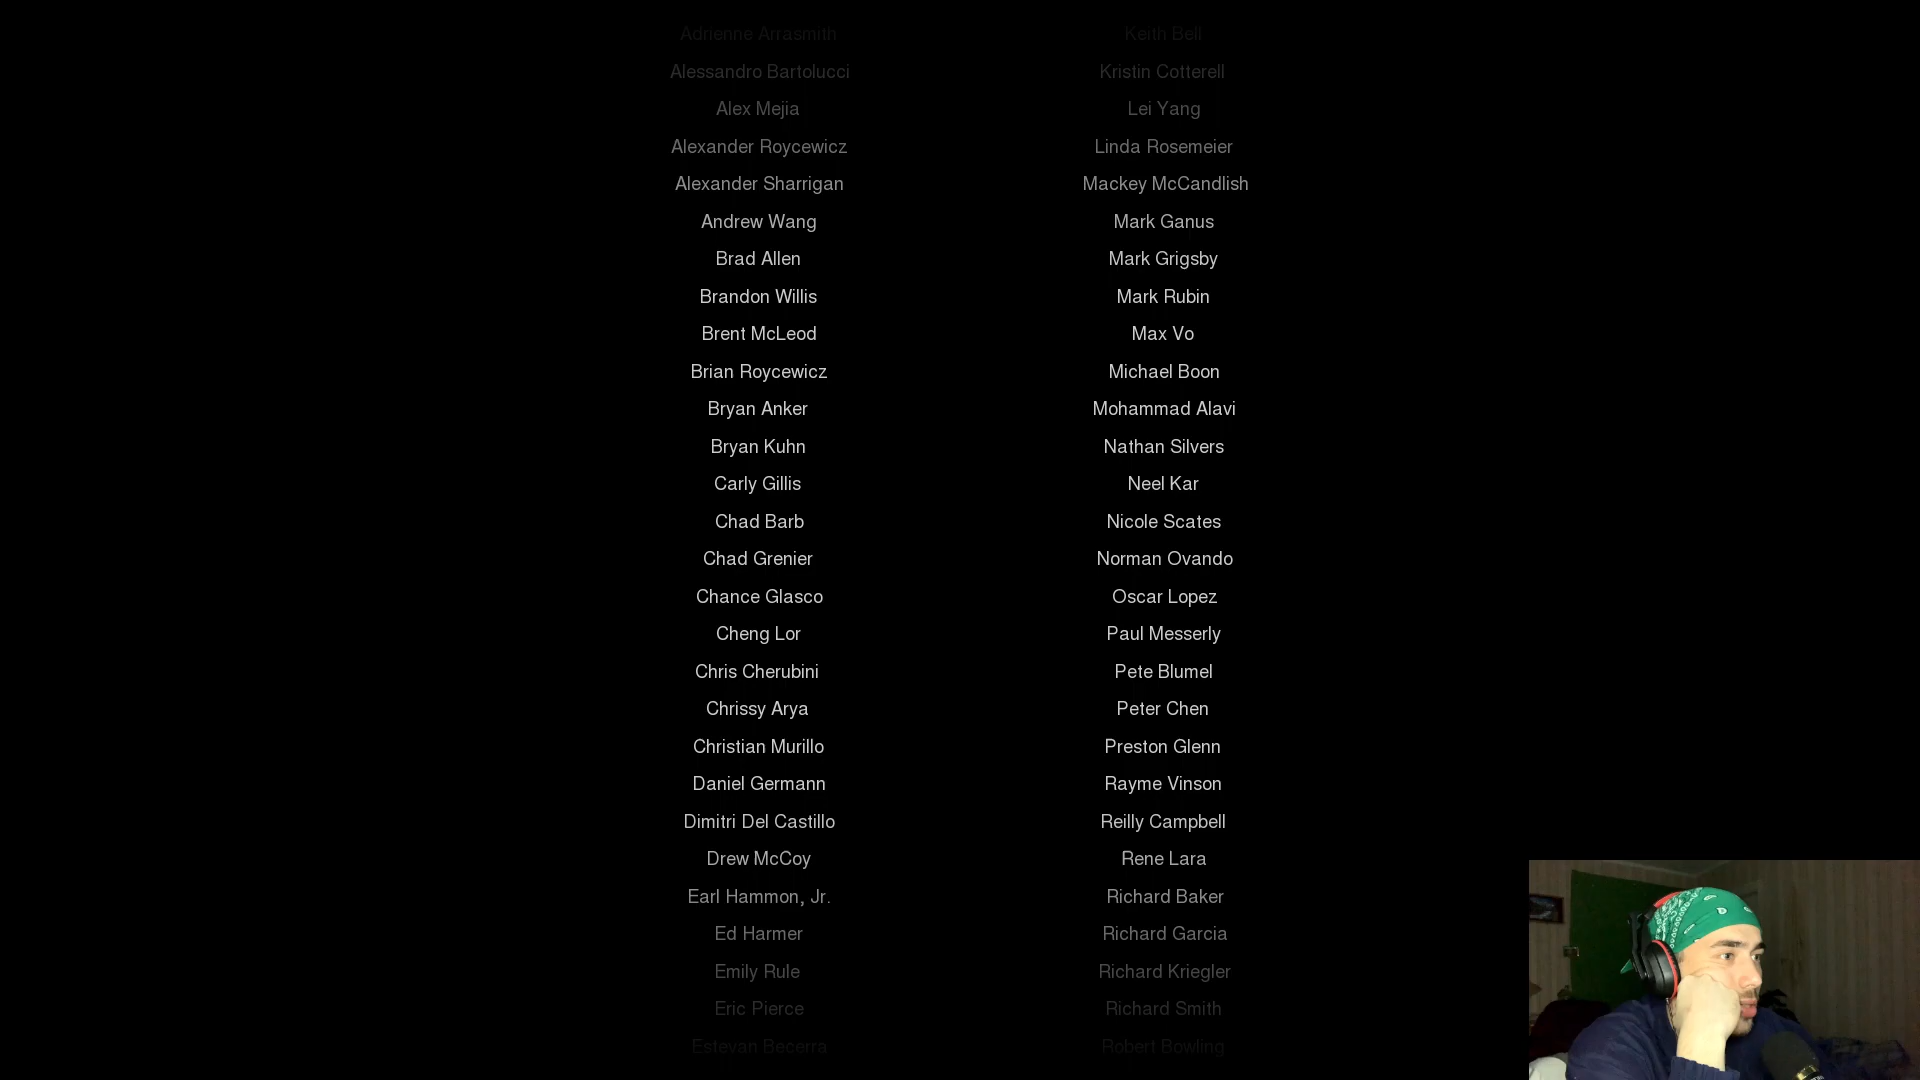 Adrienne Arrasmith
Alessandro Bartolucci
Alex Mejia
Alexander Roycewicz
Alexander Sharrigan
Andrew Wang
Brad Allen
Brandon Willis
Brent McLeod
Brian Roycewicz
Bryan Anker
Bryan Kuhn
Carly Gillis
Chad Barb
Chad Grenier
Chance Glasco
Cheng Lor
Chris Cherubini
Chrissy Arya
Christian Murillo
Daniel Germann
Dimitri Del Castillo
Drew McCoy
Earl Hammon, Jr.
Ed Harmer
Emily Rule
Eric Pierce
Estevan Becerra
Keith Bell
Kristin Cotterell
Lei Yang
Linda Rosemeier
Mackey McCandlish
Mark Ganus
Mark Grigsby
Mark Rubin
Max Vo
Michael Boon
Mohammad Alavi
Nathan Silvers
Neel Kar
Nicole Scates
Norman Ovando
Oscar Lopez
Paul Messerly
Pete Blumel
Peter Chen
Preston Glenn
Rayme Vinson
Reilly Campbell
Rene Lara
Richard Baker
Richard Garcia
Richard Kriegler
Richard Smith
Robert Bowling